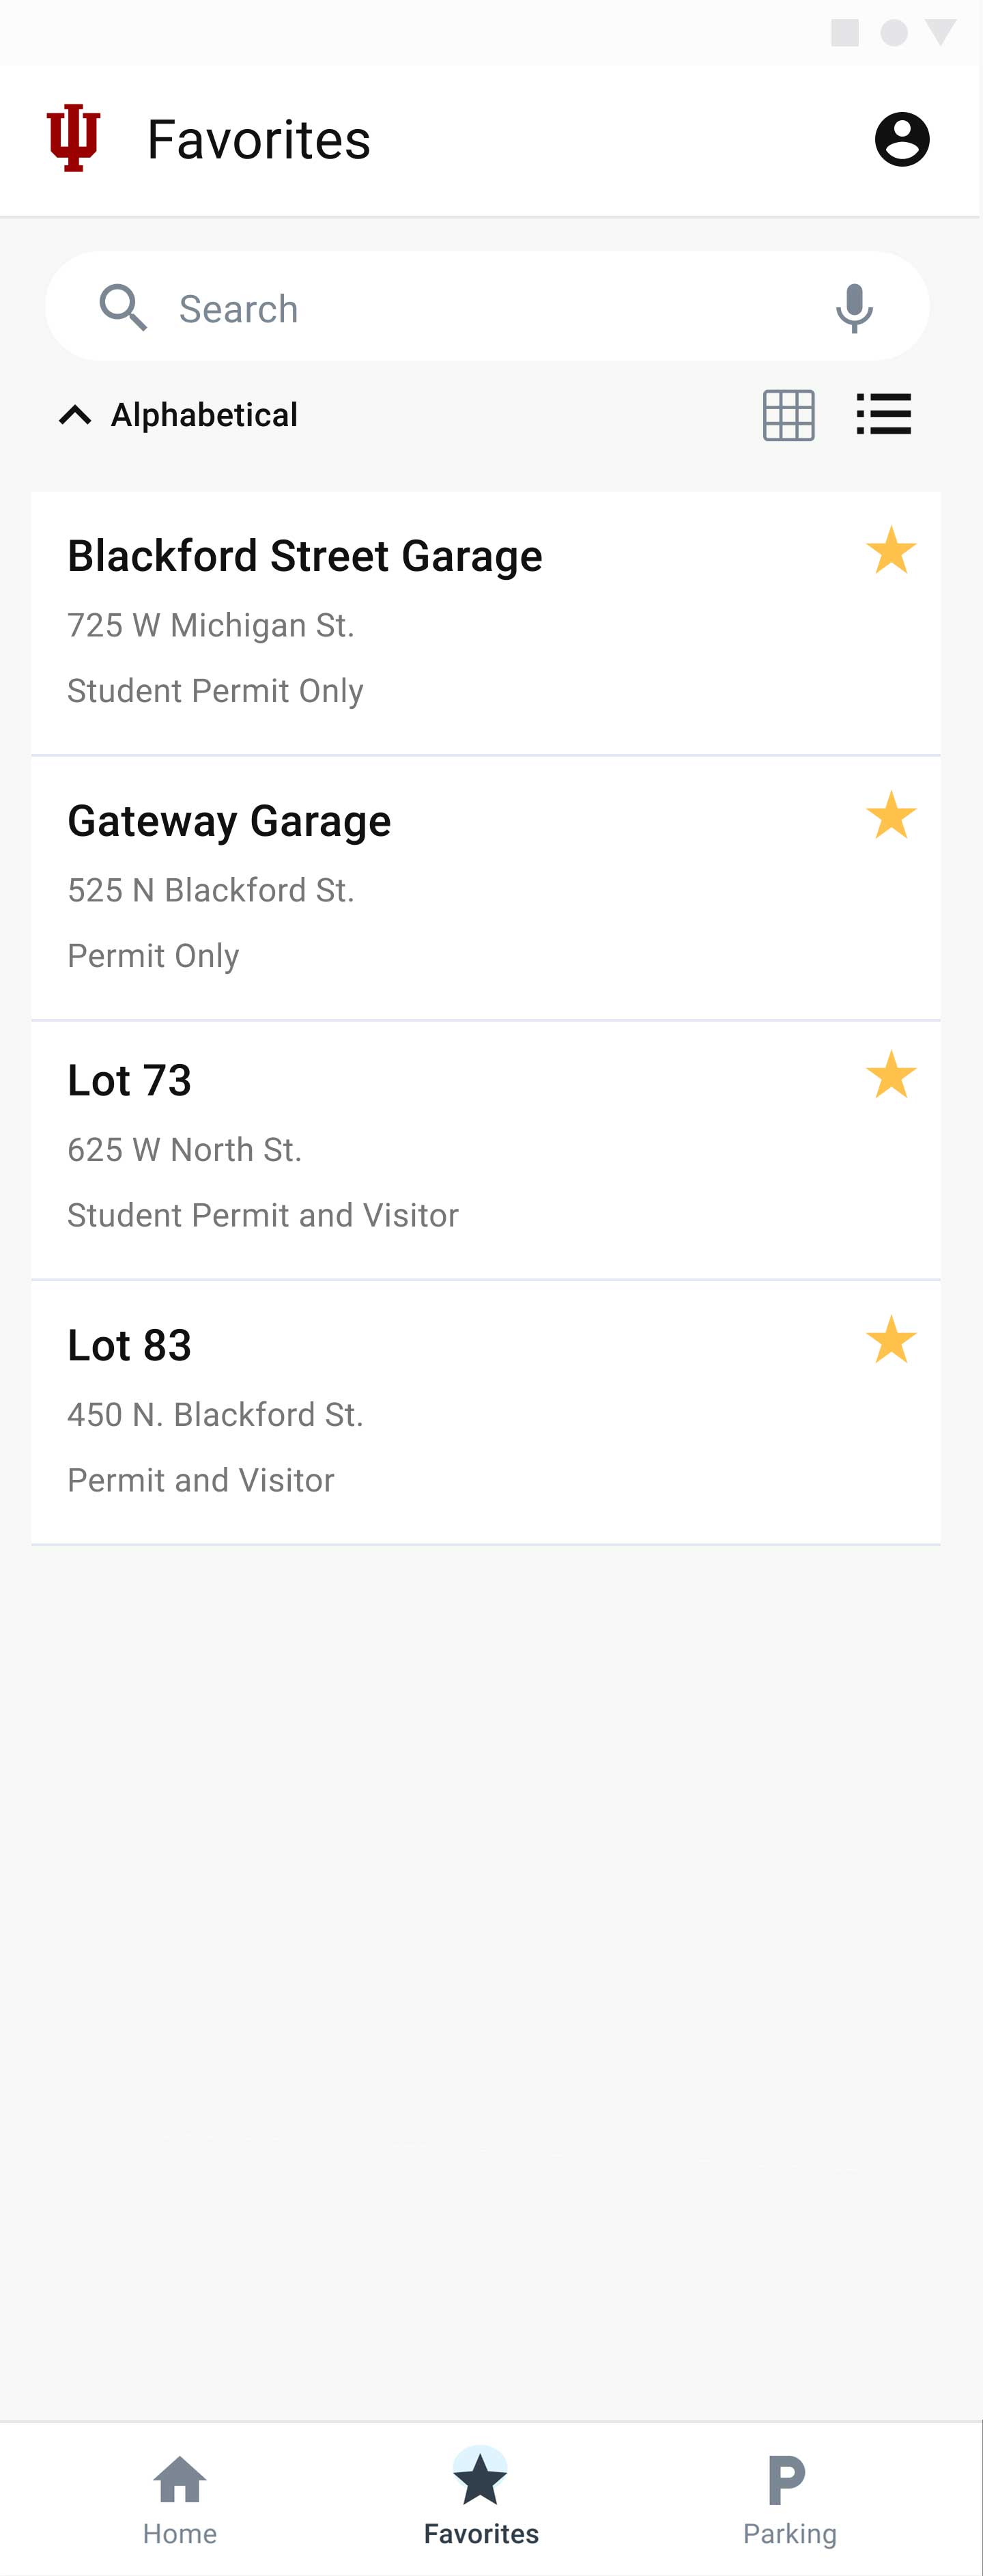 Favorites
Search
Alphabetical
Blackford Street Garage
725 W Michigan St.
Student Permit Only
Gateway Garage
525 N Blackford St.
Permit Only
Lot 73
625 W North St.
Student Permit and Visitor
Lot 83
450 N. Blackford St.
Permit and Visitor
Home
Favorites
Parking